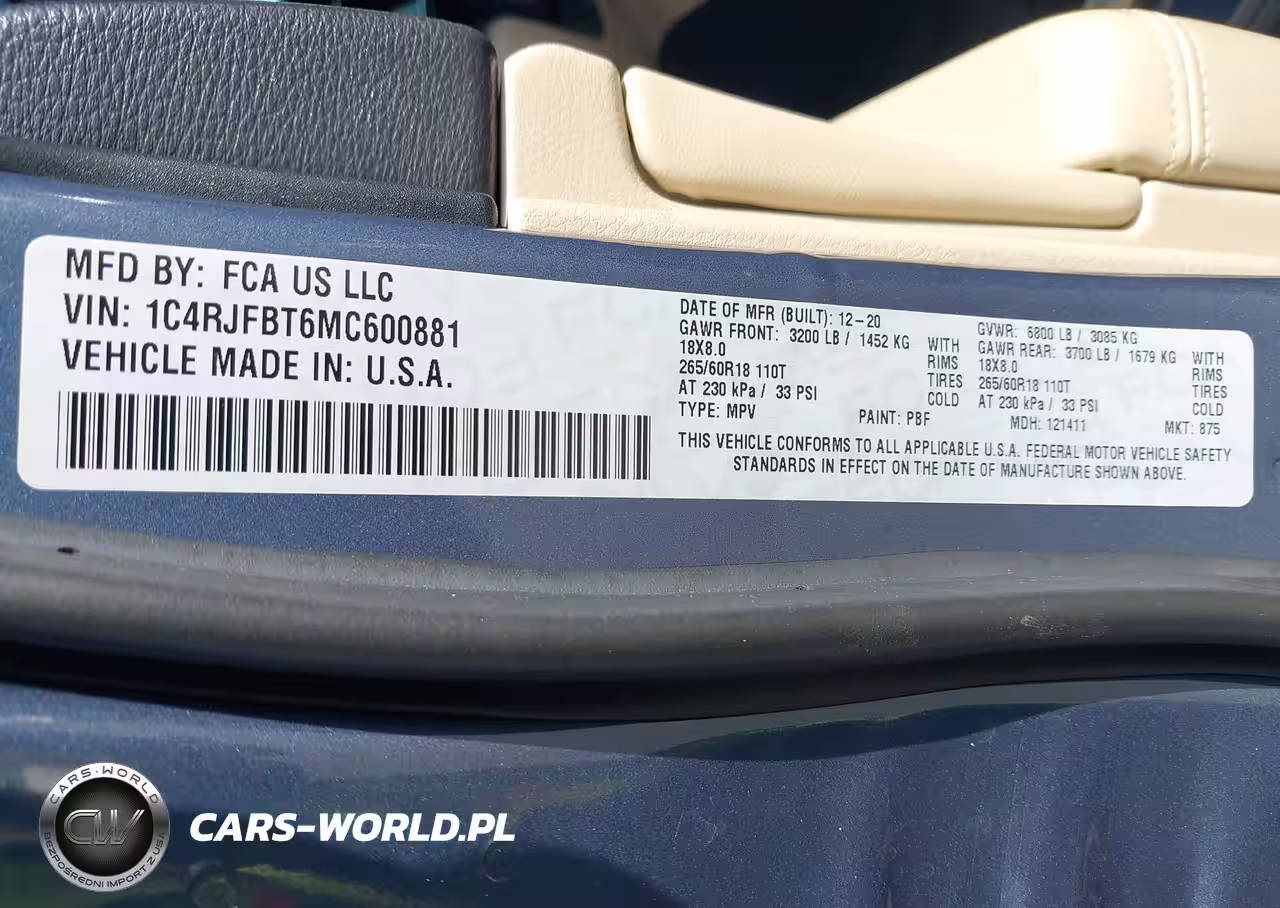 MFD BY: FCA US LLC
VIN: 1C4RJFBT6MC600881
VEHICLE MADE IN: U.S.A.
DATE OF MFR (BUILT): 12-20
GAWR FRONT: 3200 LB / 1452 KG WITH
18X8.0 RIMS
265/60R18 110T TIRES
AT 230 kPa / 33 PSI COLD
TYPE: MPV PAINT: PBF
GVWR: 6800 LB / 3085 KG
GAWR REAR: 3700 LB / 1679 KG WITH
18X8.0 RIMS
265/60R18 110T TIRES
AT 230 kPa / 33 PSI COLD
MDH: 121411 MKT: 875
THIS VEHICLE CONFORMS TO ALL APPLICABLE U.S.A. FEDERAL MOTOR VEHICLE SAFETY
STANDARDS IN EFFECT ON THE DATE OF MANUFACTURE SHOWN ABOVE.
CARS-WORLD
CW
BEZPOŚREDNI IMPORT Z USA
CARS-WORLD.PL